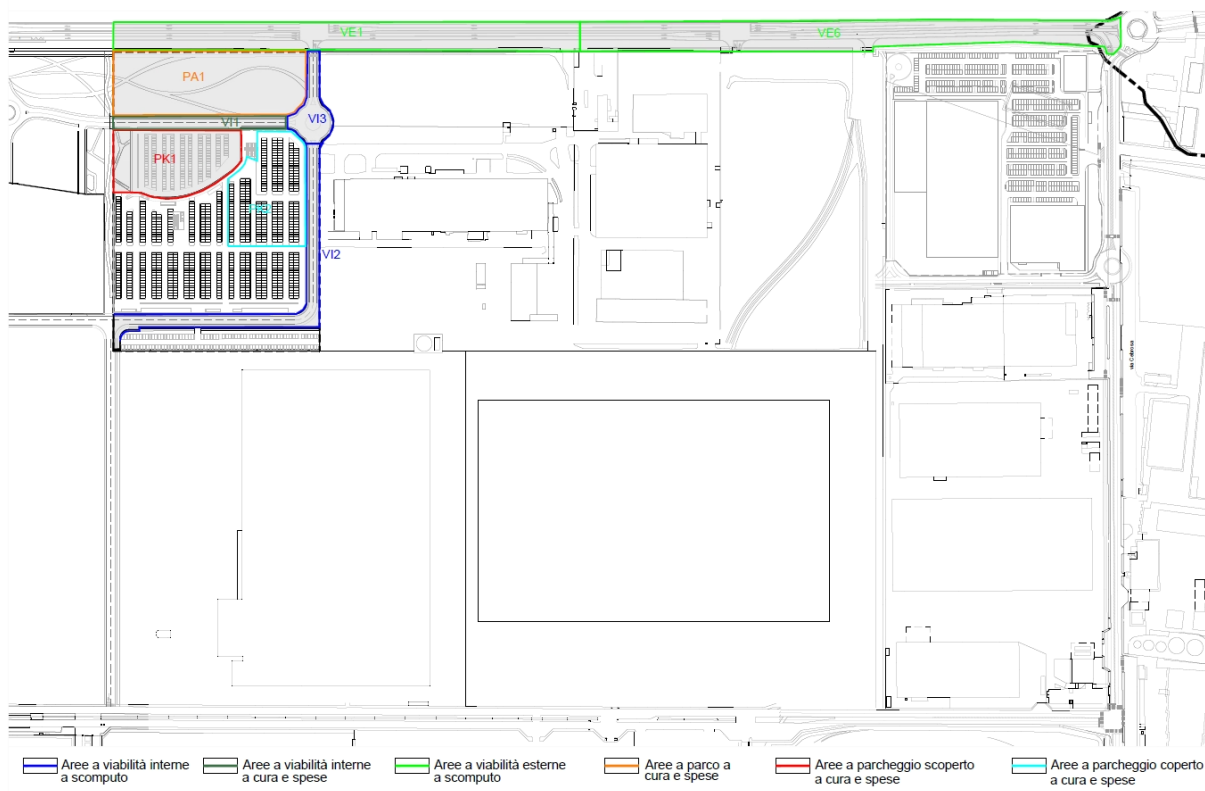 VE1
VE6
PA1
VI1
VI3
PK1
VI2
via Cebrosa
Aree a viabilità interne
a scomputo
Aree a viabilità interne
a cura e spese
Aree a viabilità esterne
a scomputo
Aree a parco a
cura e spese
Aree a parcheggio scoperto
a cura e spese
Aree a parcheggio coperto
a cura e spese